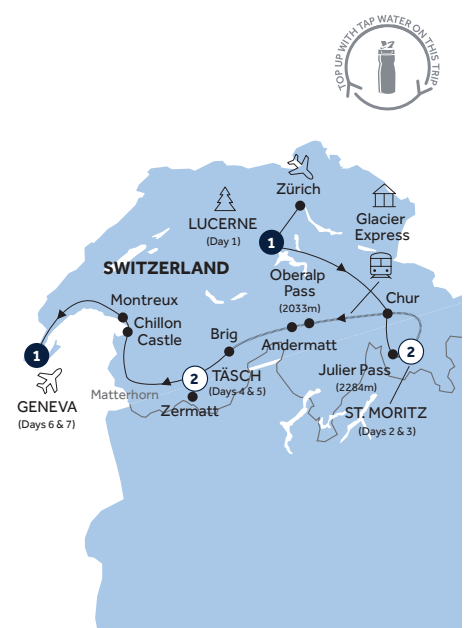 TOP UP WITH TAP WATER ON THIS TRIP
Zürich
LUCERNE
(Day 1)
1
Glacier
Express
SWITZERLAND
Oberalp
Pass
(2033m)
Chur
Montreux
Chillon
Castle
Brig
Andermatt
1
2
TÄSCH
(Days 4 & 5)
Julier Pass
(2284m)
2
Matterhorn
Zermatt
GENEVA
(Days 6 & 7)
ST. MORITZ
(Days 2 & 3)